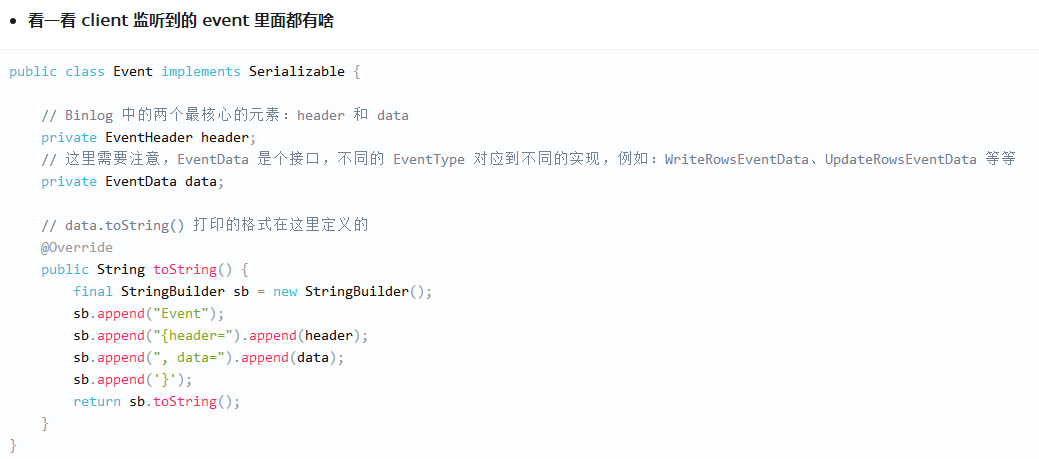 • 看一看 client 监听到的 event 里面都有啥
public class Event implements Serializable {
    // Binlog 中的两个最核心的元素：header 和 data
    private EventHeader header;
    // 这里需要注意，EventData 是个接口，不同的 EventType 对应到不同的实现，例如：WriteRowsEventData、UpdateRowsEventData 等等
    private EventData data;
    // data.toString() 打印的格式在这里定义的
    @Override
    public String toString() {
        final StringBuilder sb = new StringBuilder();
        sb.append("Event");
        sb.append("{header=").append(header);
        sb.append(", data=").append(data);
        sb.append('}');
        return sb.toString();
    }
}